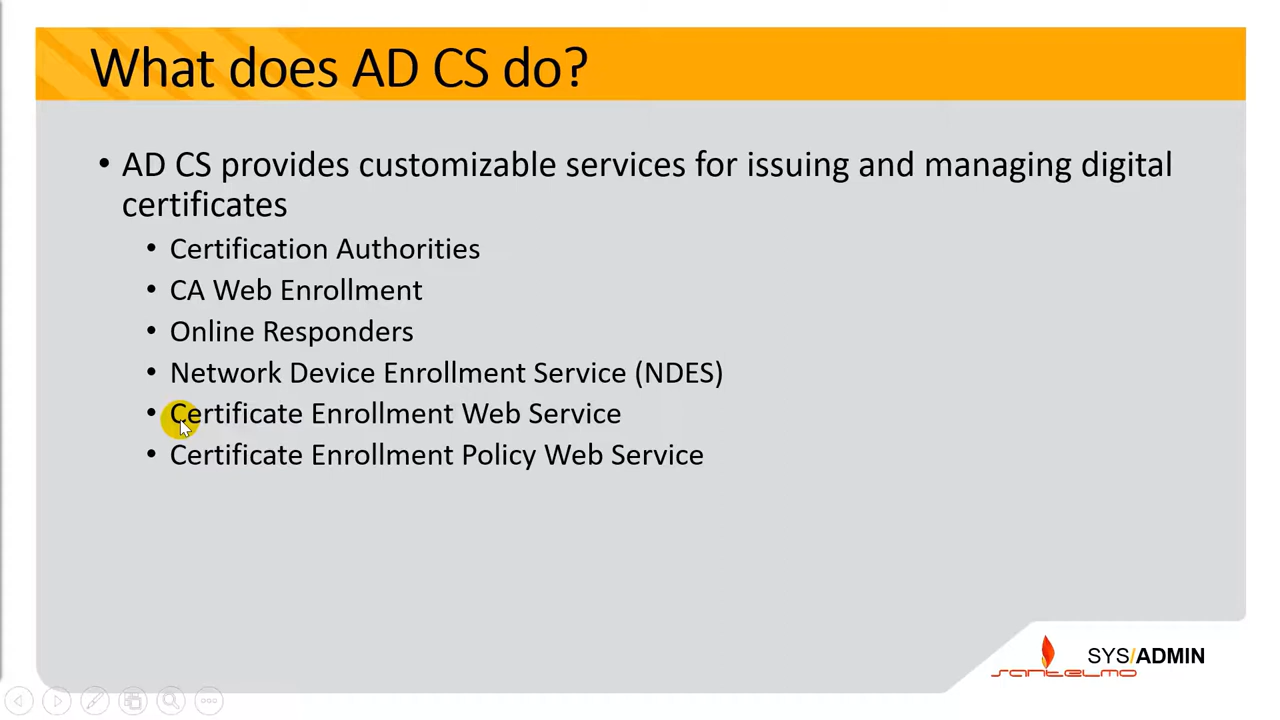 What does AD CS do?
• AD CS provides customizable services for issuing and managing digital
certificates
• Certification Authorities
• CA Web Enrollment
• Online Responders
• Network Device Enrollment Service (NDES)
• Certificate Enrollment Web Service
• Certificate Enrollment Policy Web Service
SYS/ADMIN
santelmo